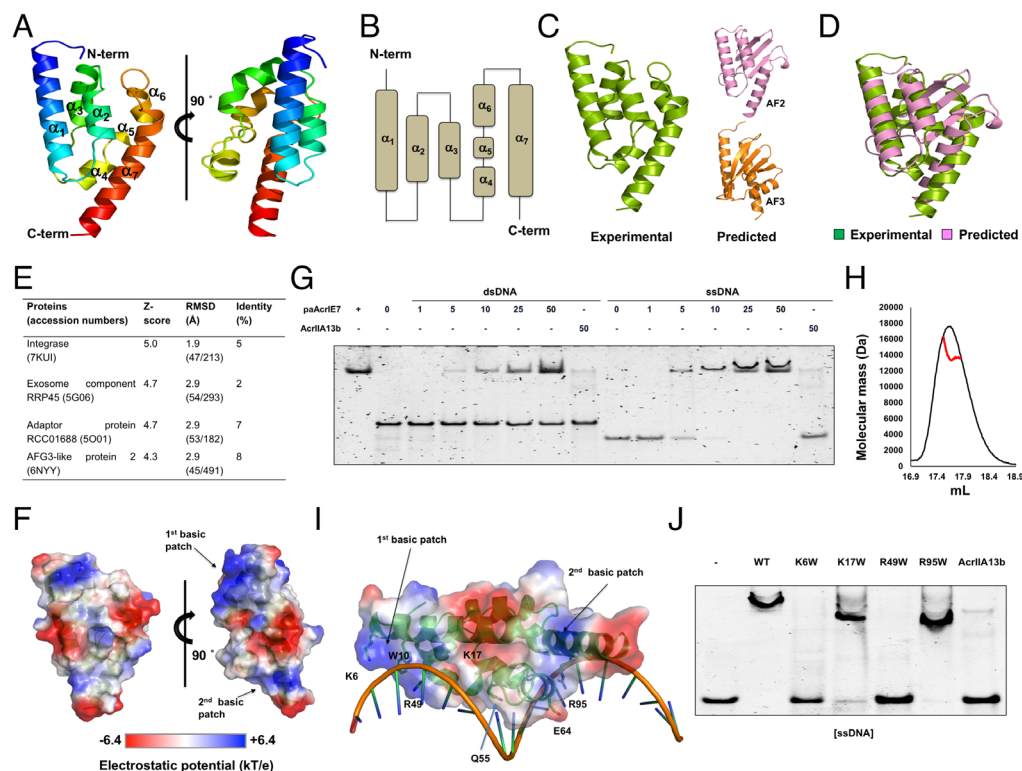 A
N-term
α1
α2
α3
α4
α5
α6
α7
C-term
90 °
B
N-term
α1
α2
α3
α4
α5
α6
α7
C-term
C
AF2
AF3
Experimental
Predicted
D
Experimental
Predicted
E
Proteins (accession numbers) Z-score RMSD (Å) Identity (%)
Integrase (7KUI) 5.0 1.9 (47/213) 5
Exosome component RRP45 (5G06) 4.7 2.9 (54/293) 2
Adaptor protein RCC01688 (5O01) 4.7 2.9 (53/182) 7
AFG3-like protein 2 (6NYY) 4.3 2.9 (45/491) 8
G
dsDNA ssDNA
paAcrIE7 + 0 1 5 10 25 50 - 0 1 5 10 25 50 -
AcrIIA13b - - - - - - - 50 - - - - - - 50
H
Molecular mass (Da)
20000
18000
16000
14000
12000
10000
8000
6000
4000
2000
0
16.9 17.4 17.9 18.4 18.9
mL
F
1st basic patch
90 °
2nd basic patch
-6.4 +6.4
Electrostatic potential (kT/e)
I
1st basic patch
2nd basic patch
K6
W10
K17
R49
R95
E64
Q55
J
- WT K6W K17W R49W R95W AcrIIA13b
[ssDNA]